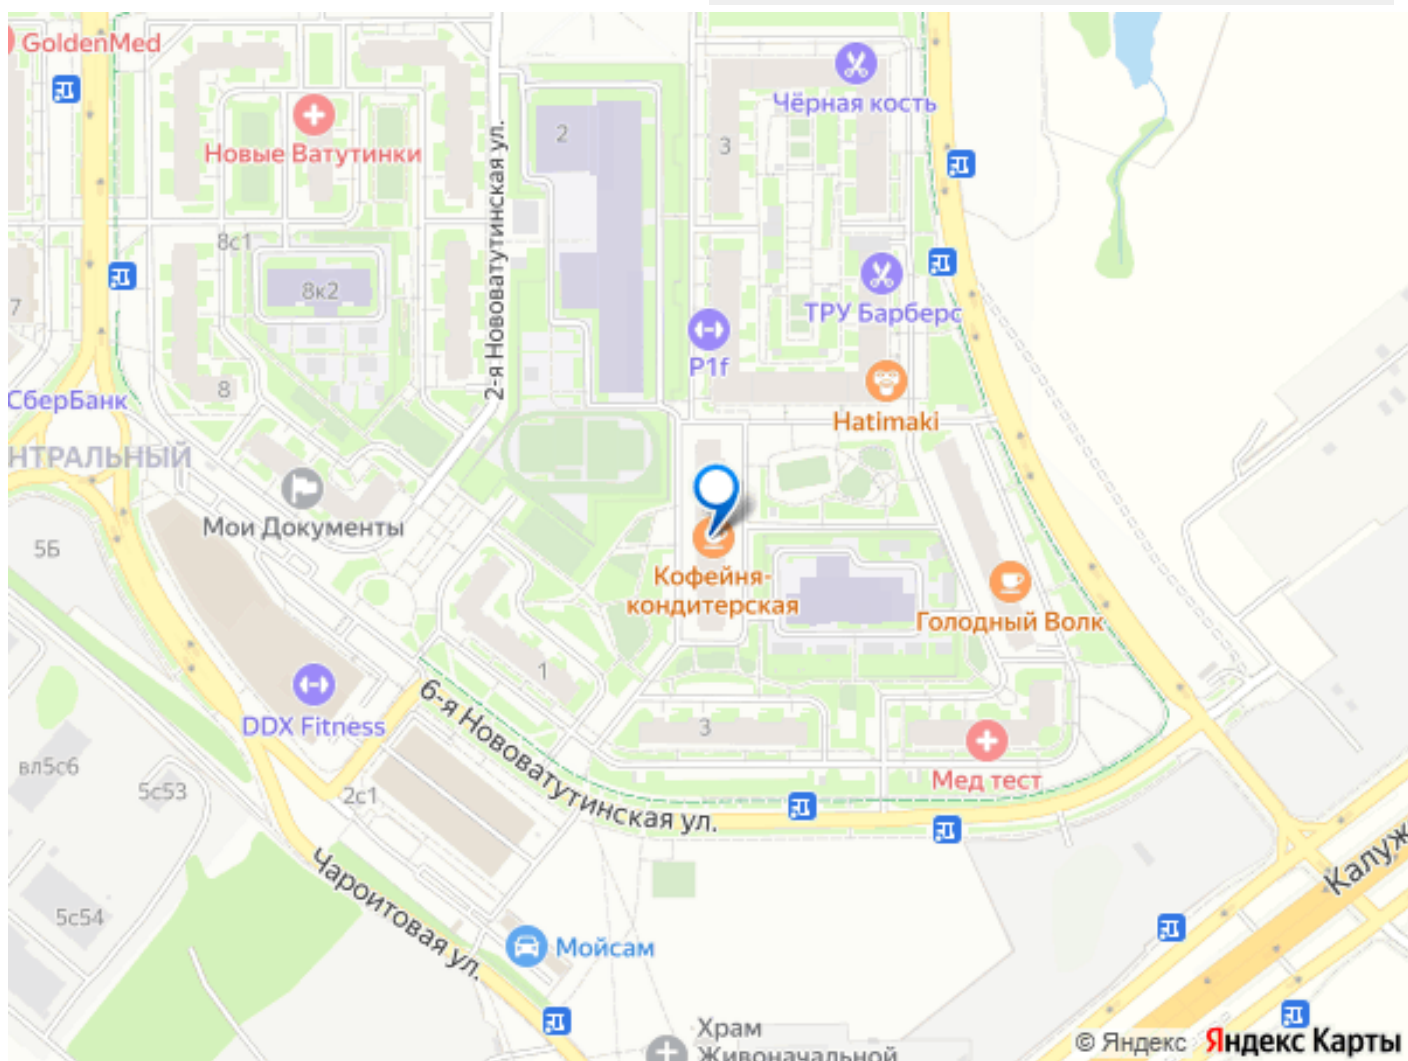 GoldenMed
Чёрная кость
2
3
Новые Ватутинки
2-я Нововатутинская ул.
8с1
8к2
7
ТРУ Барберс
P1f
8
СберБанк
Hatimaki
НТРАЛЬНЫЙ
Мои Документы
5Б
Кофейня-
кондитерская
Голодный Волк
1
6-я Нововатутинская ул.
DDX Fitness
3
Мед тест
вл5с6
5с53
2с1
Чароитовая ул.
Калуж
5с54
Мойсам
Храм
Живоначальной
© Яндекс Яндекс Карты